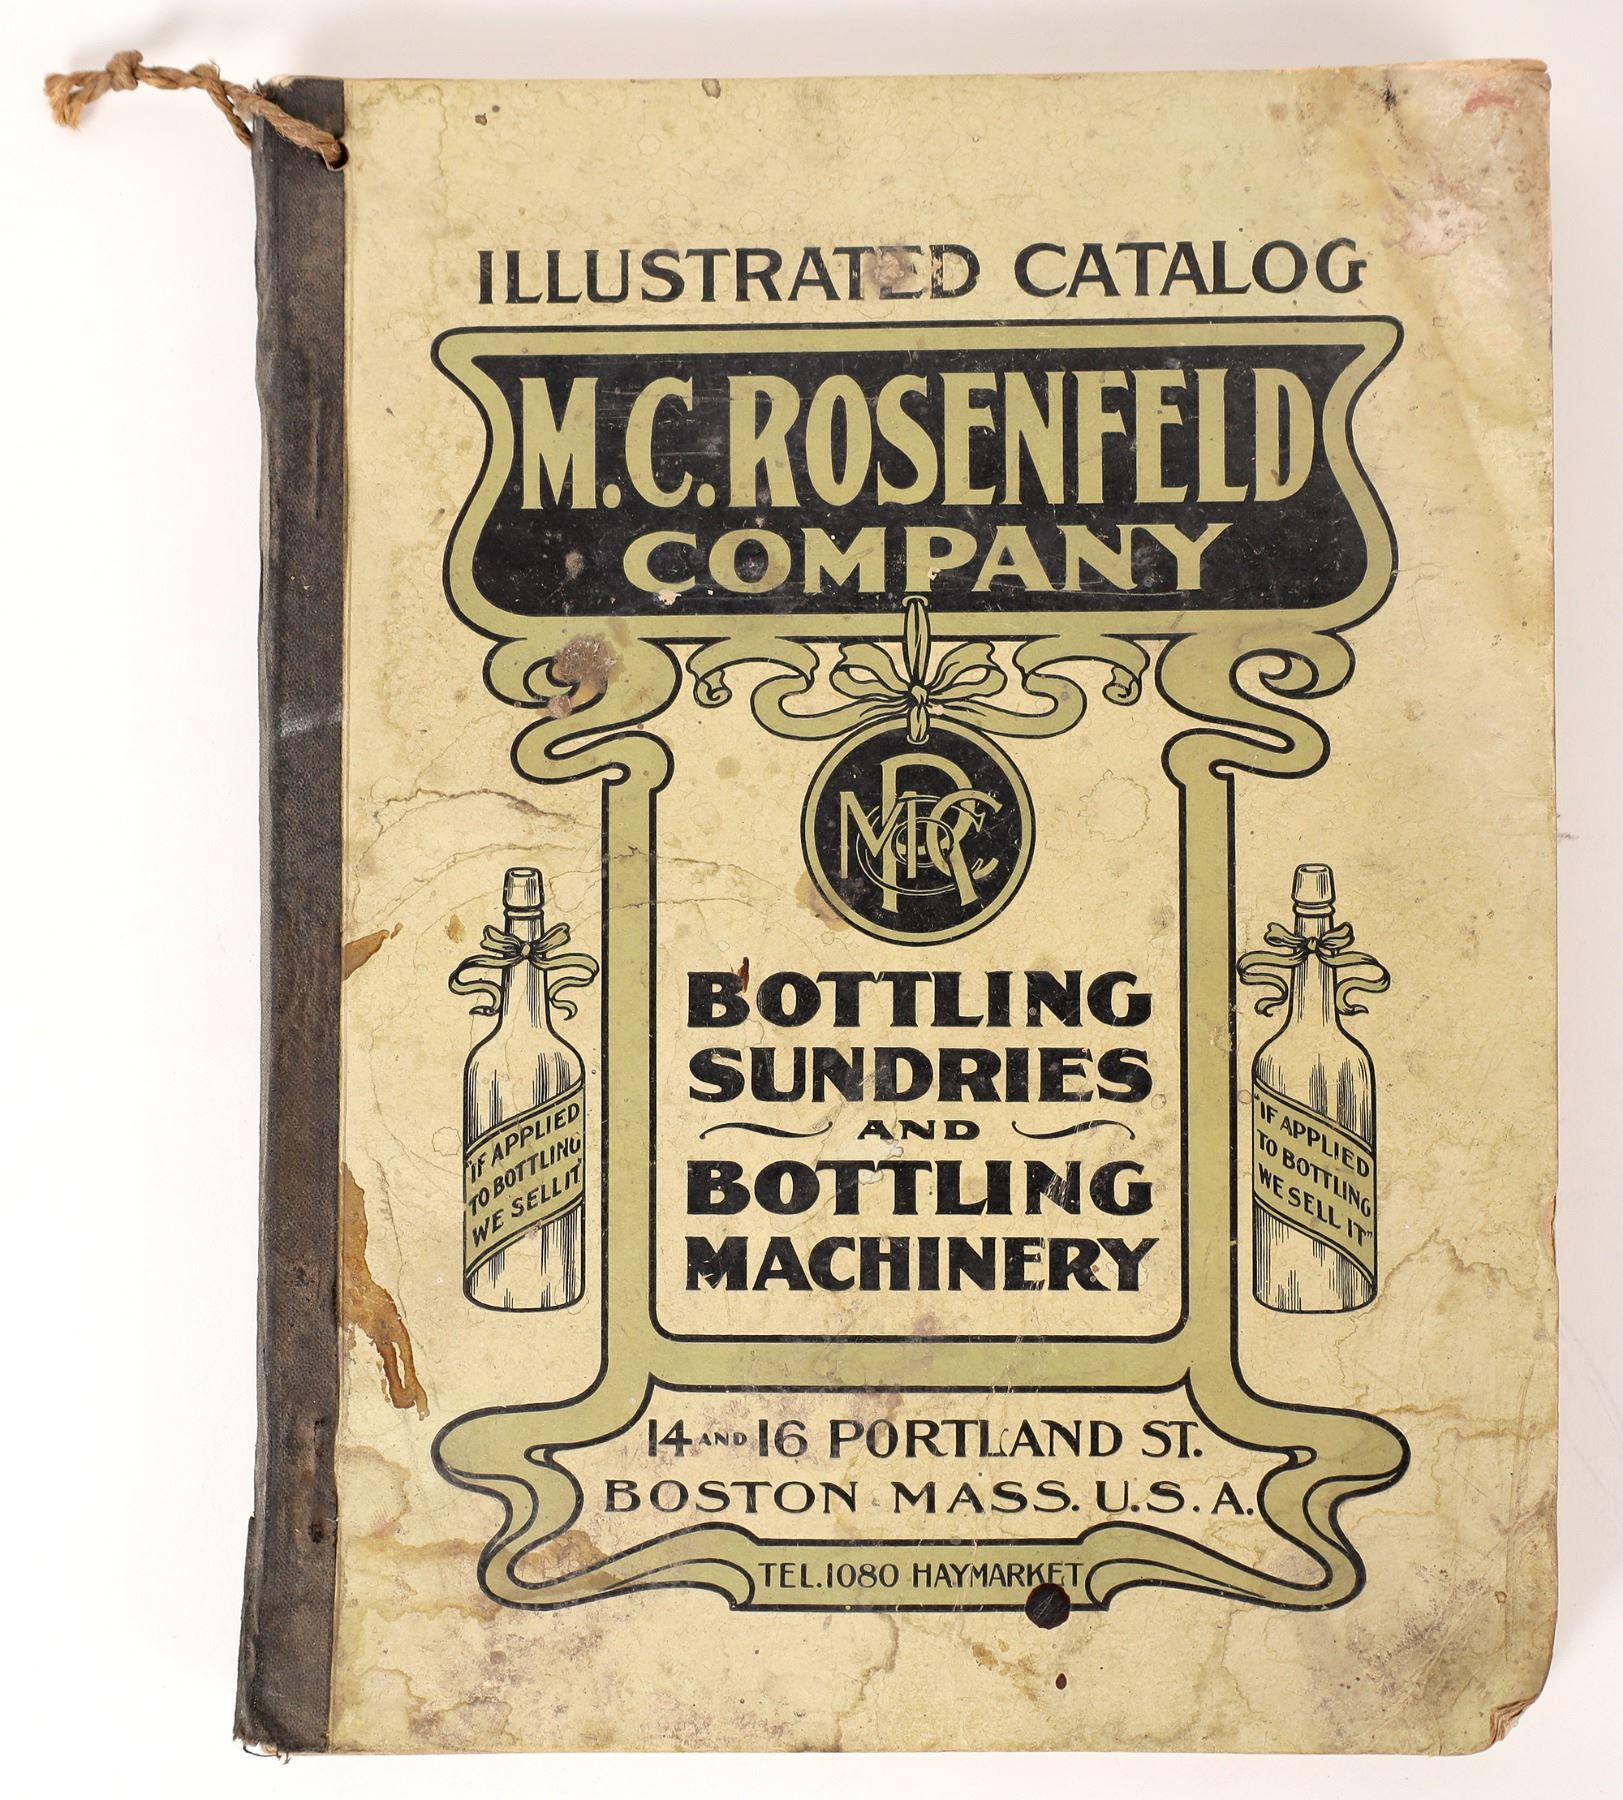 ILLUSTRATED CATALOG
M.C. ROSENFELD
COMPANY
MRCo
BOTTLING
SUNDRIES
AND
BOTTLING
MACHINERY
"IF APPLIED
TO BOTTLING
WE SELL IT"
"IF APPLIED
TO BOTTLING
WE SELL IT"
14 AND 16 PORTLAND ST.
BOSTON MASS. U.S.A.
TEL. 1080 HAYMARKET